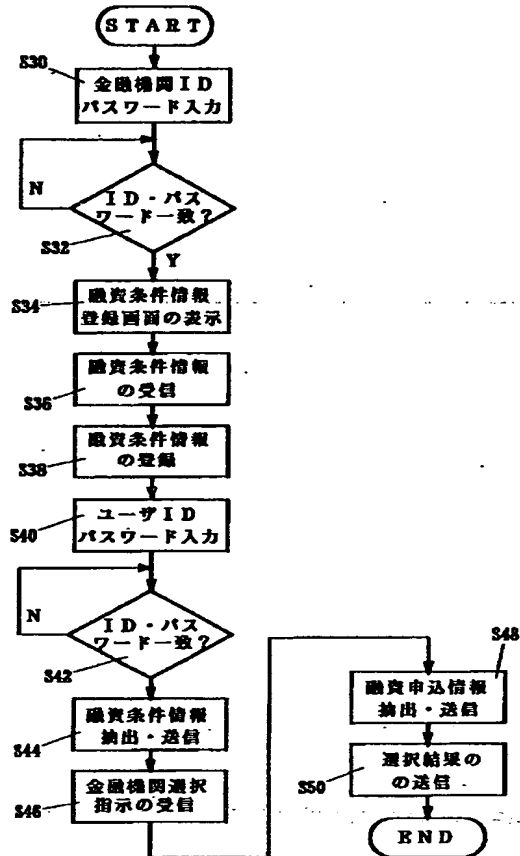 START
S30
金融機関ID
パスワード入力
N
ID・パス
ワード一致?
S32
Y
S34
融資条件情報
登録画面の表示
融資条件情報
の受信
S36
融資条件情報
の登録
S38
ユーザID
パスワード入力
S40
N
ID・パス
ワード一致?
S42
融資条件情報
抽出・送信
S44
金融機関選択
指示の受信
S46
S48
融資申込情報
抽出・送信
選択結果の
の送信
S50
END